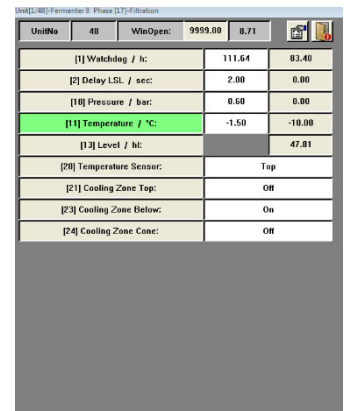 Unit[1/48]-Fermenter 8 Phase [17]-Filtration
UnitNo 48 WinOpen: 9999.00 8.71
[1] Watchdog / h: 111.64 83.40
[2] Delay LSL / sec: 2.00 0.00
[10] Pressure / bar: 0.60 0.00
[11] Temperature / °C: -1.50 -10.00
[13] Level / hl: 47.81
[20] Temperature Sensor: Top
[21] Cooling Zone Top: Off
[23] Cooling Zone Below: On
[24] Cooling Zone Cone: Off